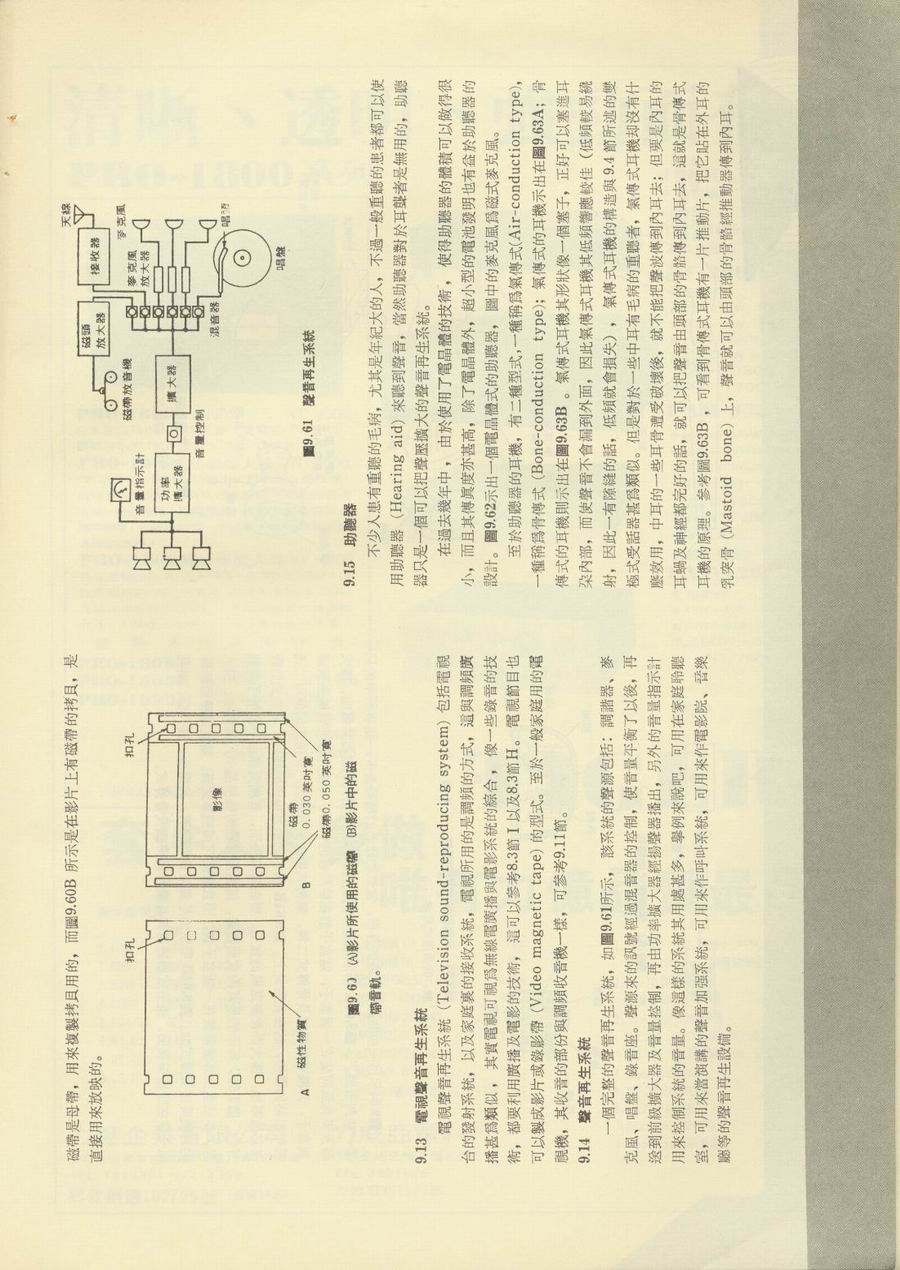 磁帶是母帶，用來複製拷貝用的，而圖9.60B 所示是在影片上有磁帶的拷貝，是
直接用來放映的。
扣孔
磁性物質
A
扣孔
影像
磁帶
0.030 英吋寬
磁帶0.050 英吋寬
B
圖9.60 (A)影片所使用的磁帶 (B)影片中的磁
帶音軌。
9.13 電視聲音再生系統
電視聲音再生系統（Television sound-reproducing system）包括電視
台的發射系統，以及家庭裏的接收系統，電視所用的是調頻的方式，這與調頻廣
播甚爲類似，其實電視可視爲無線電廣播與電影系統的綜合，像一些錄音的技
術，都要利用廣播及電影的技術，這可以參考8.3節 I 以及8.3節H。電視節目也
可以製成影片或錄影帶（Video magnetic tape）的型式。至於一般家庭用的電
視機，其收音的部份與調頻收音機一樣，可參考9.11節。
9.14 聲音再生系統
一個完整的聲音再生系統，如圖9.61所示，該系統的聲源包括：調諧器、麥
克風、唱盤、錄音座。聲源來的訊號經過混音器的控制，使音量平衡了以後，再
送到前級擴大器及音量控制，再由功率擴大器經揚聲器播出，另外的音量指示計
用來控制系統的音量。像這樣的系統其用處甚多，擧例來說吧，可用在家庭聆聽
室，可用來當演講的聲音加强系統，可用來作呼叫系統，可用來作電影院、音樂
廳等的聲音再生設備。
天線
接收器
麥克風
麥克風
放大器
磁頭
放大器
磁帶放音機
混音器
唱盤
擴大器
音量控制
音量指示計
功率
擴大器
圖9.61 聲音再生系統
9.15 助聽器
不少人患有重聽的毛病，尤其是年紀大的人，不過一般重聽的患者都可以使
用助聽器（Hearing aid）來聽到聲音，當然助聽器對於耳聾者是無用的，助聽
器只是一個可以把聲壓擴大的聲音再生系統。
在過去幾年中，由於使用了電晶體的技術，使得助聽器的體積可以做得很
小，而且其傳眞度亦甚高，除了電晶體外，超小型的電池發明也有益於助聽器的
設計。圖9.62示出一個電晶體式的助聽器，圖中的麥克風爲磁式麥克風。
至於助聽器的耳機，有二種型式,一種稱爲氣傳式(Air-conduction type)，
一種稱爲骨傳式（Bone-conduction type）；氣傳式的耳機示出在圖9.63A；骨
傳式的耳機則示出在圖9.63B 。氣傳式耳機其形狀像一個塞子，正好可以塞進耳
朶內部，而使聲音不會漏到外面，因此氣傳式耳機其低頻響應較佳（低頻較易繞
射，因此一有隙縫的話，低頻就會損失），氣傳式耳機的構造與 9.4 節所述的雙
極式受話器甚爲類似。但是對於一些中耳有毛病的重聽者，氣傳式耳機却沒有什
麼效用，中耳的一些耳骨遭受破壞後，就不能把聲波傳到內耳去；但要是內耳的
耳蝸及神經都完好的話，就可以把聲音由頭部的骨骼傳到內耳去，這就是骨傳式
耳機的原理。參考圖9.63B ，可看到骨傳式耳機有一片推動片，把它貼在外耳的
乳突骨（Mastoid bone）上，聲音就可以由頭部的骨骼經推動器傳到內耳。